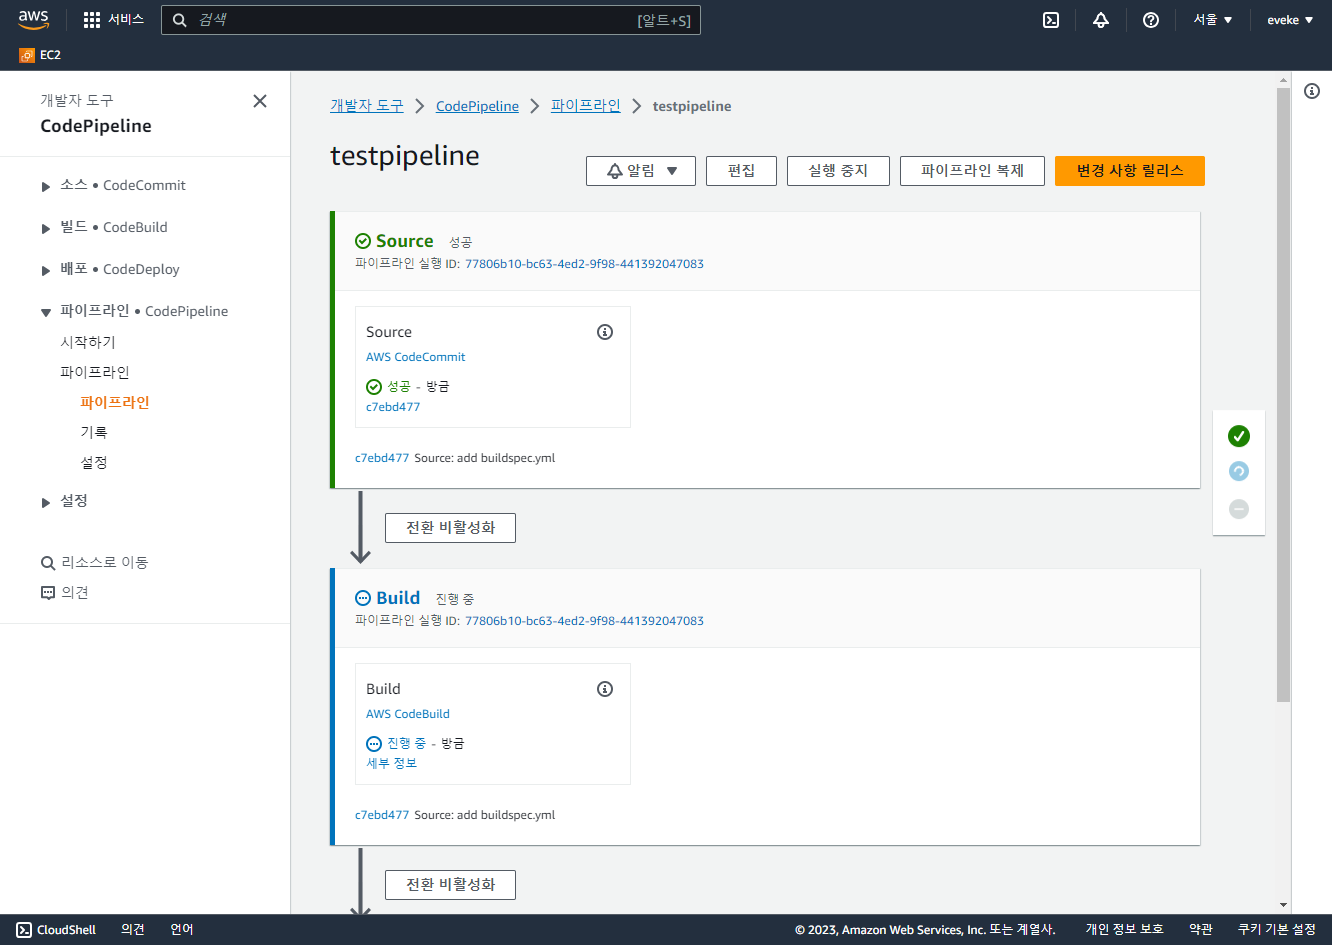 aws
서비스
검색
[알트+S]
서울 ▼
eveke ▼
EC2
개발자 도구
CodePipeline
소스 • CodeCommit
빌드 • CodeBuild
배포 • CodeDeploy
파이프라인 • CodePipeline
시작하기
파이프라인
파이프라인
기록
설정
설정
리소스로 이동
의견
개발자 도구 > CodePipeline > 파이프라인 > testpipeline
testpipeline
알림 ▼
편집
실행 중지
파이프라인 복제
변경 사항 릴리스
Source 성공
파이프라인 실행 ID: 77806b10-bc63-4ed2-9f98-441392047083
Source
AWS CodeCommit
성공 - 방금
c7ebd477
c7ebd477 Source: add buildspec.yml
전환 비활성화
Build 진행 중
파이프라인 실행 ID: 77806b10-bc63-4ed2-9f98-441392047083
Build
AWS CodeBuild
진행 중 - 방금
세부 정보
c7ebd477 Source: add buildspec.yml
전환 비활성화
CloudShell
의견
언어
© 2023, Amazon Web Services, Inc. 또는 계열사.
개인 정보 보호
약관
쿠키 기본 설정